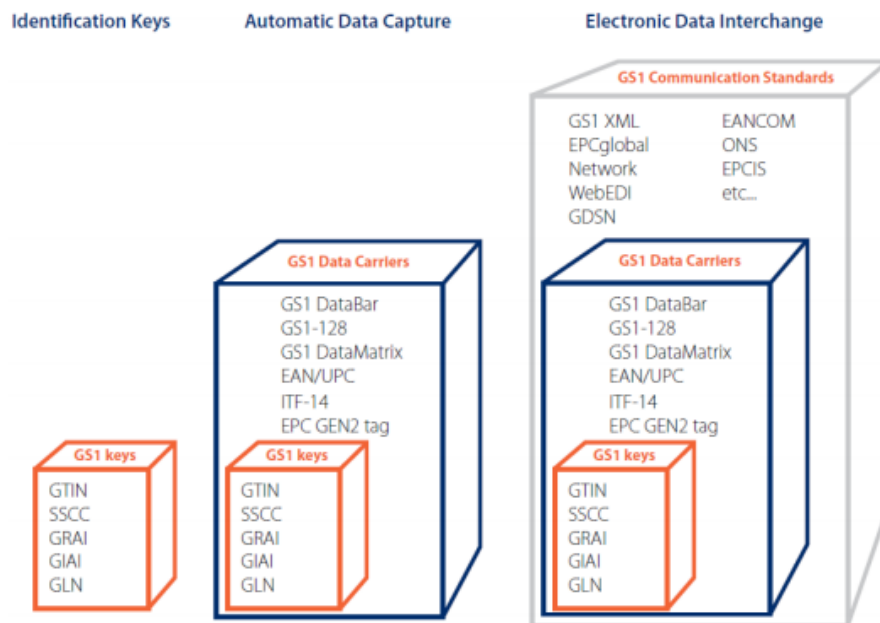 Identification Keys
Automatic Data Capture
Electronic Data Interchange
GS1 Communication Standards
GS1 XML
EPCglobal
Network
WebEDI
GDSN
EANCOM
ONS
EPCIS
etc...
GS1 Data Carriers
GS1 DataBar
GS1-128
GS1 DataMatrix
EAN/UPC
ITF-14
EPC GEN2 tag
GS1 Data Carriers
GS1 DataBar
GS1-128
GS1 DataMatrix
EAN/UPC
ITF-14
EPC GEN2 tag
GS1 keys
GTIN
SSCC
GRAI
GIAI
GLN
GS1 keys
GTIN
SSCC
GRAI
GIAI
GLN
GS1 keys
GTIN
SSCC
GRAI
GIAI
GLN